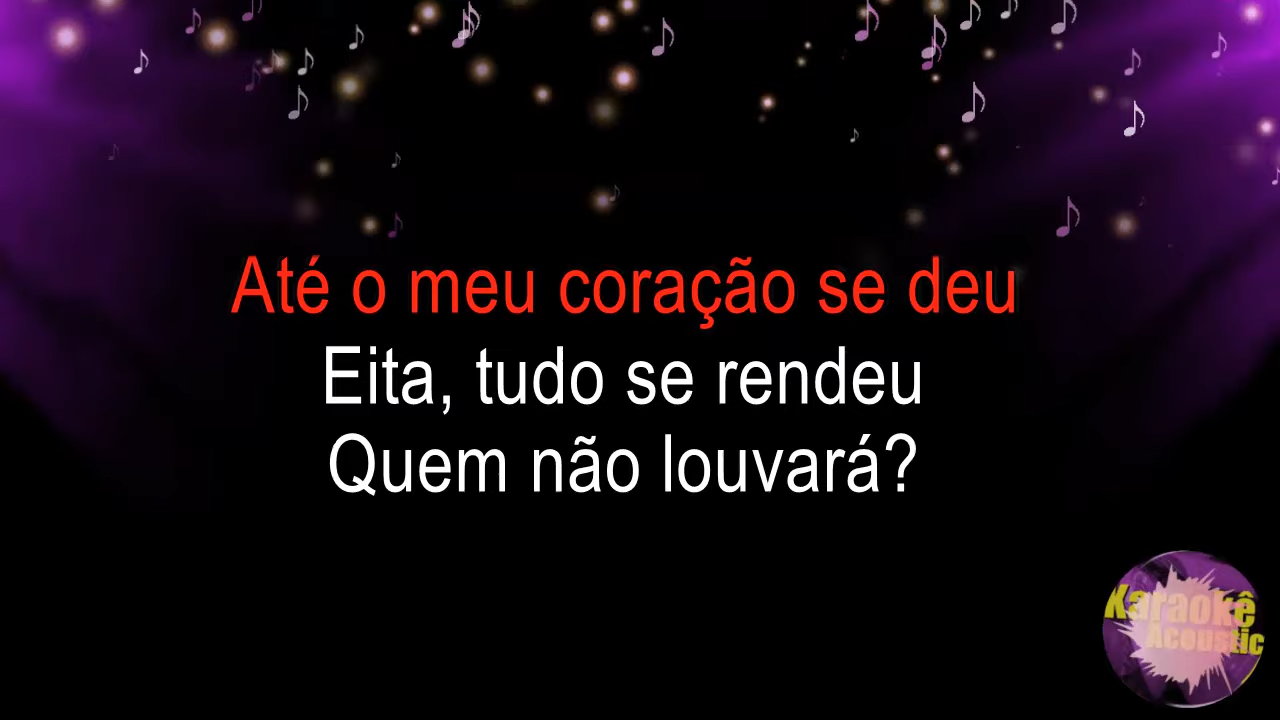 Até o meu coração se deu
Eita, tudo se rendeu
Quem não louvará?
Karaokê
Acoustic